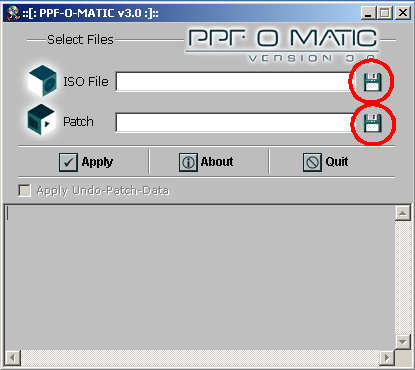 ::[: PPF-O-MATIC v3.0 :]::
Select Files
PPF-O-MATIC
VERSION 3.0
ISO File
Patch
Apply
About
Quit
Apply Undo-Patch-Data